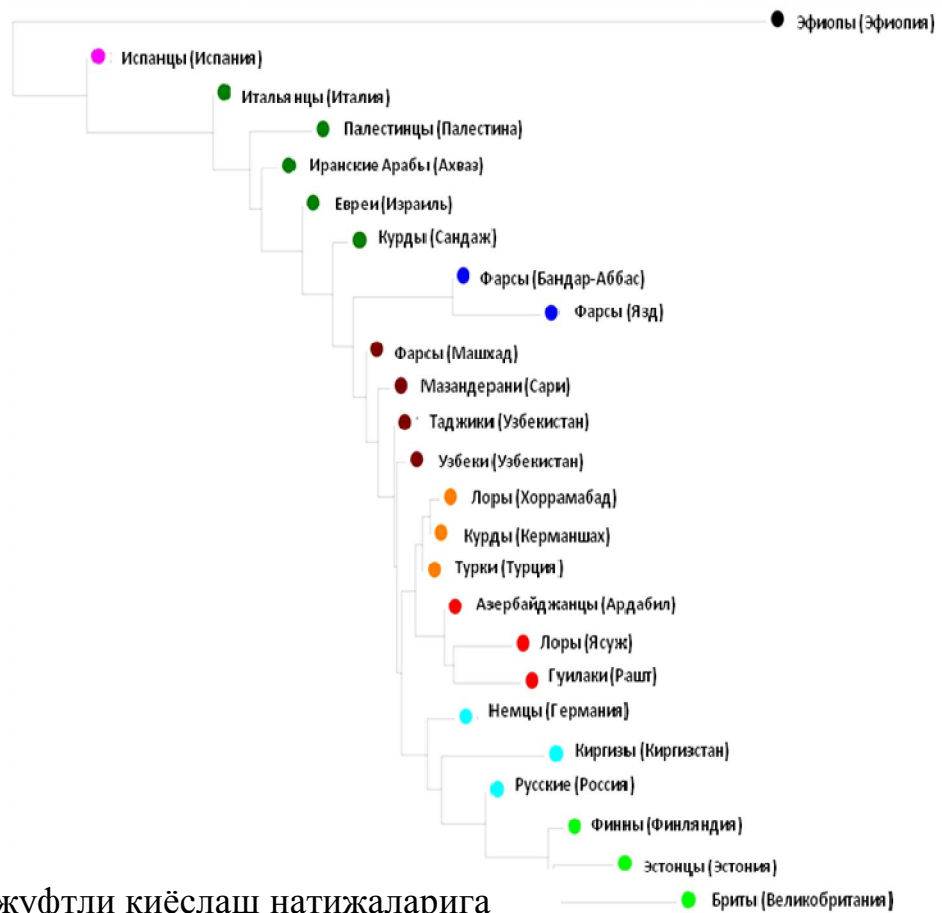 Эфиопы (Эфиопия)
Испанцы (Испания)
Итальянцы (Италия)
Палестинцы (Палестина)
Иранские Арабы (Ахваз)
Евреи (Израиль)
Курды (Сандаж)
Фарсы (Бандар-Аббас)
Фарсы (Язд)
Фарсы (Машхад)
Мазандерани (Сари)
Таджики (Узбекистан)
Узбеки (Узбекистан)
Лоры (Хоррамабад)
Курды (Керманшах)
Турки (Турция)
Азербайджанцы (Ардабил)
Лоры (Ясуж)
Гуилаки (Рашт)
Немцы (Германия)
Киргизы (Киргизстан)
Русские (Россия)
Финны (Финляндия)
Эстонцы (Эстония)
жуфтли киёслаш натижаларига
Бриты (Великобритания)